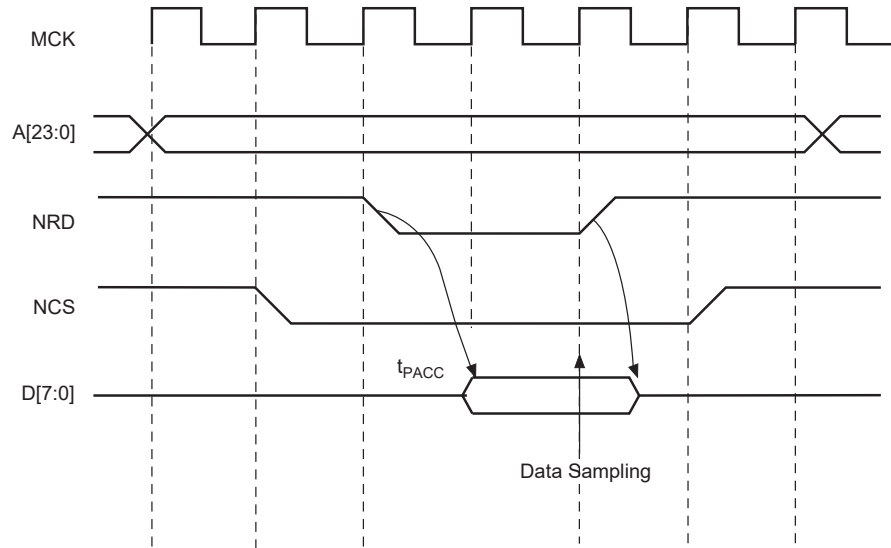 MCK
A[23:0]
NRD
NCS
tPACC
D[7:0]
Data Sampling